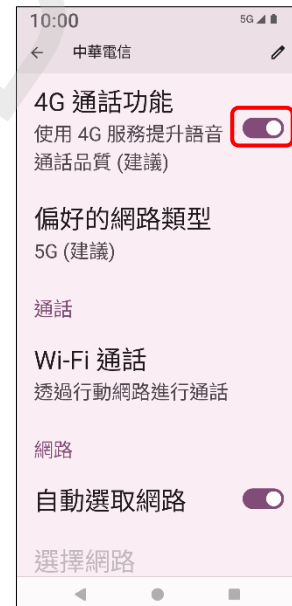 10:00 5G
中華電信
4G 通話功能
使用 4G 服務提升語音
通話品質 (建議)
偏好的網路類型
5G (建議)
通話
Wi-Fi 通話
透過行動網路進行通話
網路
自動選取網路
選擇網路